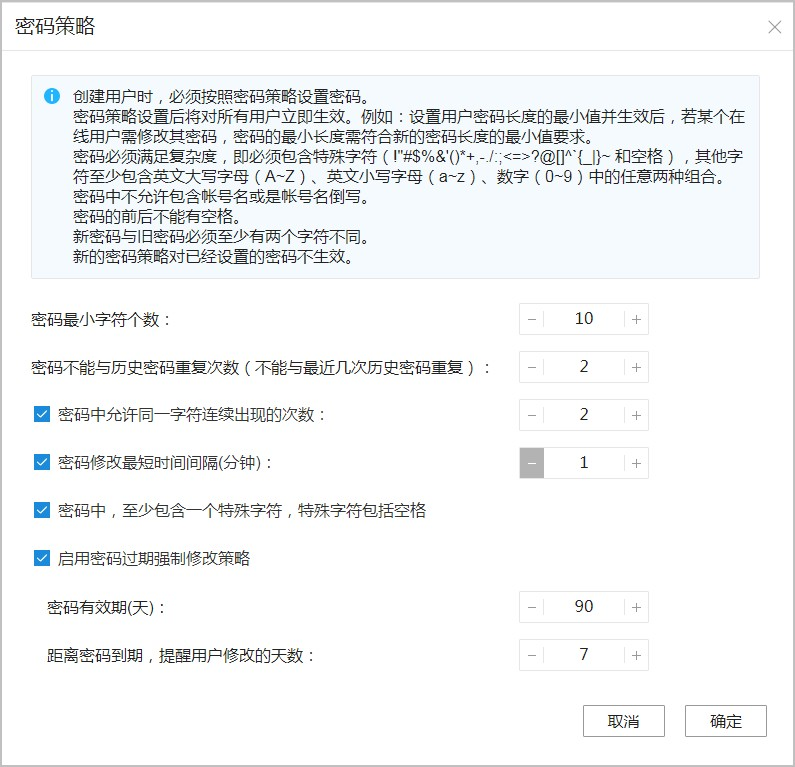 密码策略
创建用户时，必须按照密码策略设置密码。
密码策略设置后将对所有用户立即生效。例如：设置用户密码长度的最小值并生效后，若某个在
线用户需修改其密码，密码的最小长度需符合新的密码长度的最小值要求。
密码必须满足复杂度，即必须包含特殊字符（!"#$%&'()*+,-./:;<=>?@[]^`{_|}~ 和空格），其他字
符至少包含英文大写字母（A~Z）、英文小写字母（a~z）、数字（0~9）中的任意两种组合。
密码中不允许包含帐号名或是帐号名倒写。
密码的前后不能有空格。
新密码与旧密码必须至少有两个字符不同。
新的密码策略对已经设置的密码不生效。
密码最小字符个数： − 10 +
密码不能与历史密码重复次数（不能与最近几次历史密码重复）： − 2 +
密码中允许同一字符连续出现的次数： − 2 +
密码修改最短时间间隔(分钟)： − 1 +
密码中，至少包含一个特殊字符，特殊字符包括空格
启用密码过期强制修改策略
密码有效期(天)： − 90 +
距离密码到期，提醒用户修改的天数： − 7 +
取消 确定